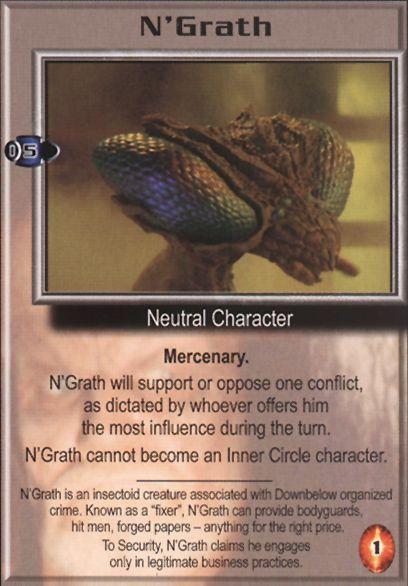 N'Grath
05
Neutral Character
Mercenary.
N'Grath will support or oppose one conflict,
as dictated by whoever offers him
the most influence during the turn.
N'Grath cannot become an Inner Circle character.
N'Grath is an insectoid creature associated with Downbelow organized
crime. Known as a "fixer", N'Grath can provide bodyguards,
hit men, forged papers – anything for the right price.
To Security, N'Grath claims he engages
only in legitimate business practices.
1